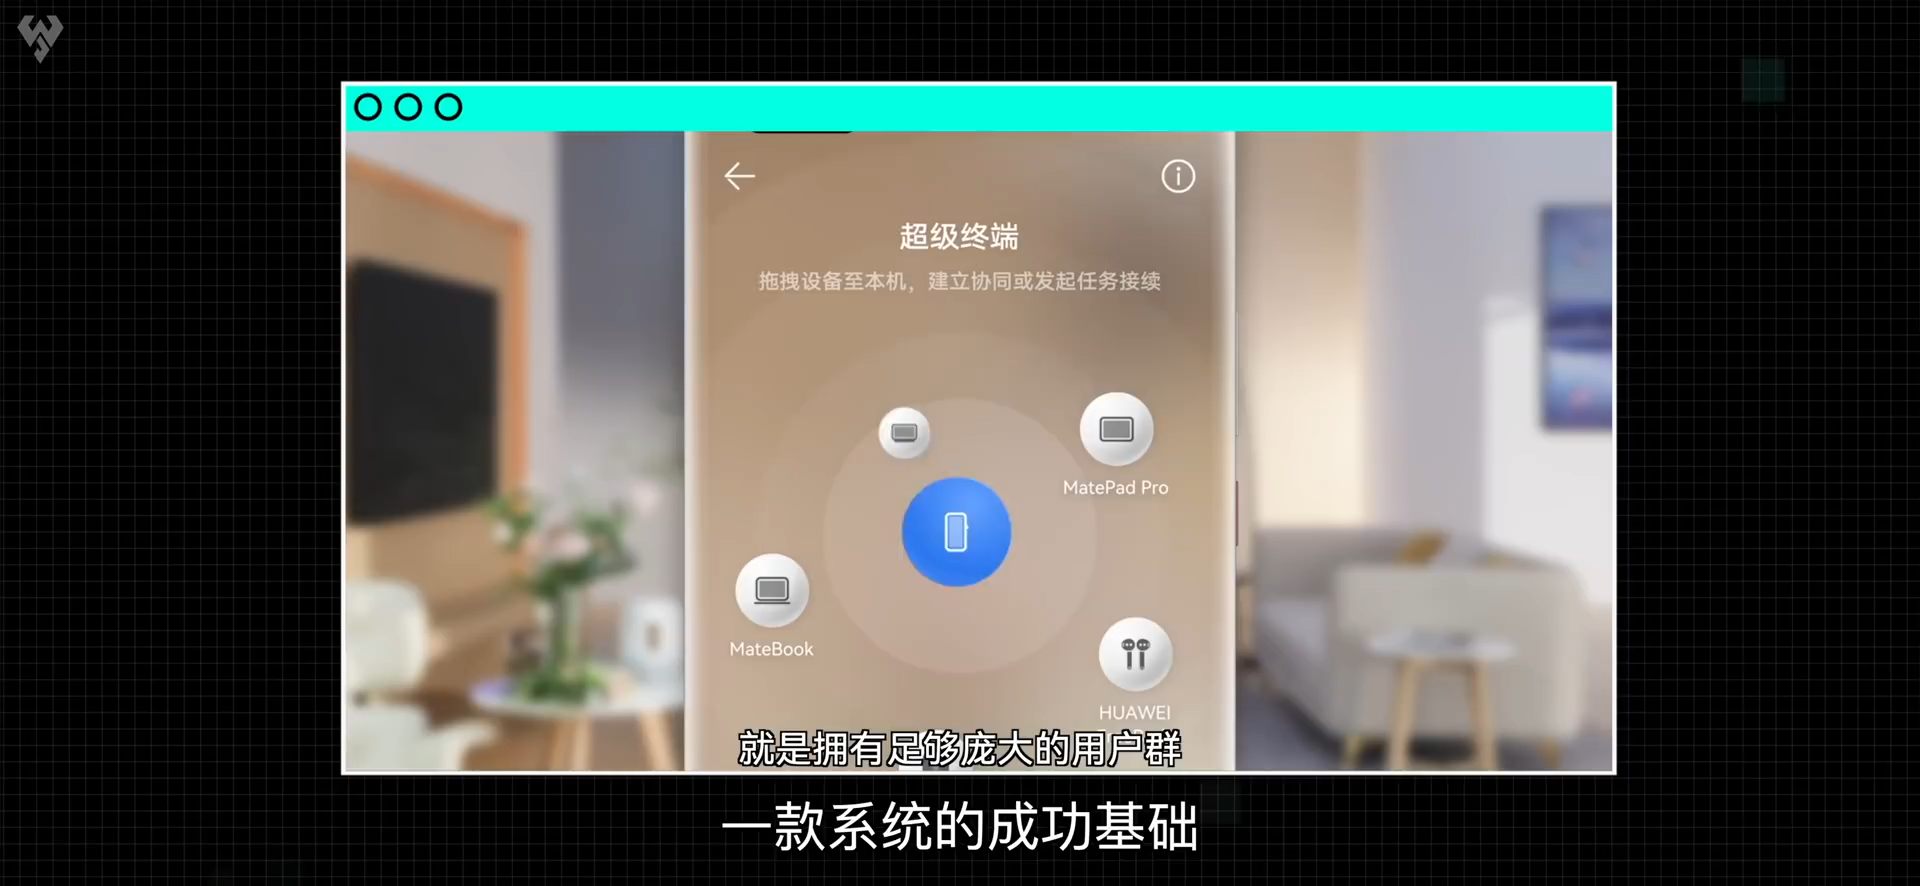 超级终端
拖拽设备至本机，建立协同或发起任务接续
MatePad Pro
MateBook
HUAWEI
就是拥有足够庞大的用户群
一款系统的成功基础